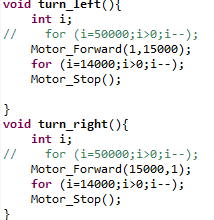 void turn_left(){
    int i;
//    for (i=50000;i>0;i--);
    Motor_Forward(1,15000);
    for (i=14000;i>0;i--);
    Motor_Stop();

}
void turn_right(){
    int i;
//    for (i=50000;i>0;i--);
    Motor_Forward(15000,1);
    for (i=14000;i>0;i--);
    Motor_Stop();
}